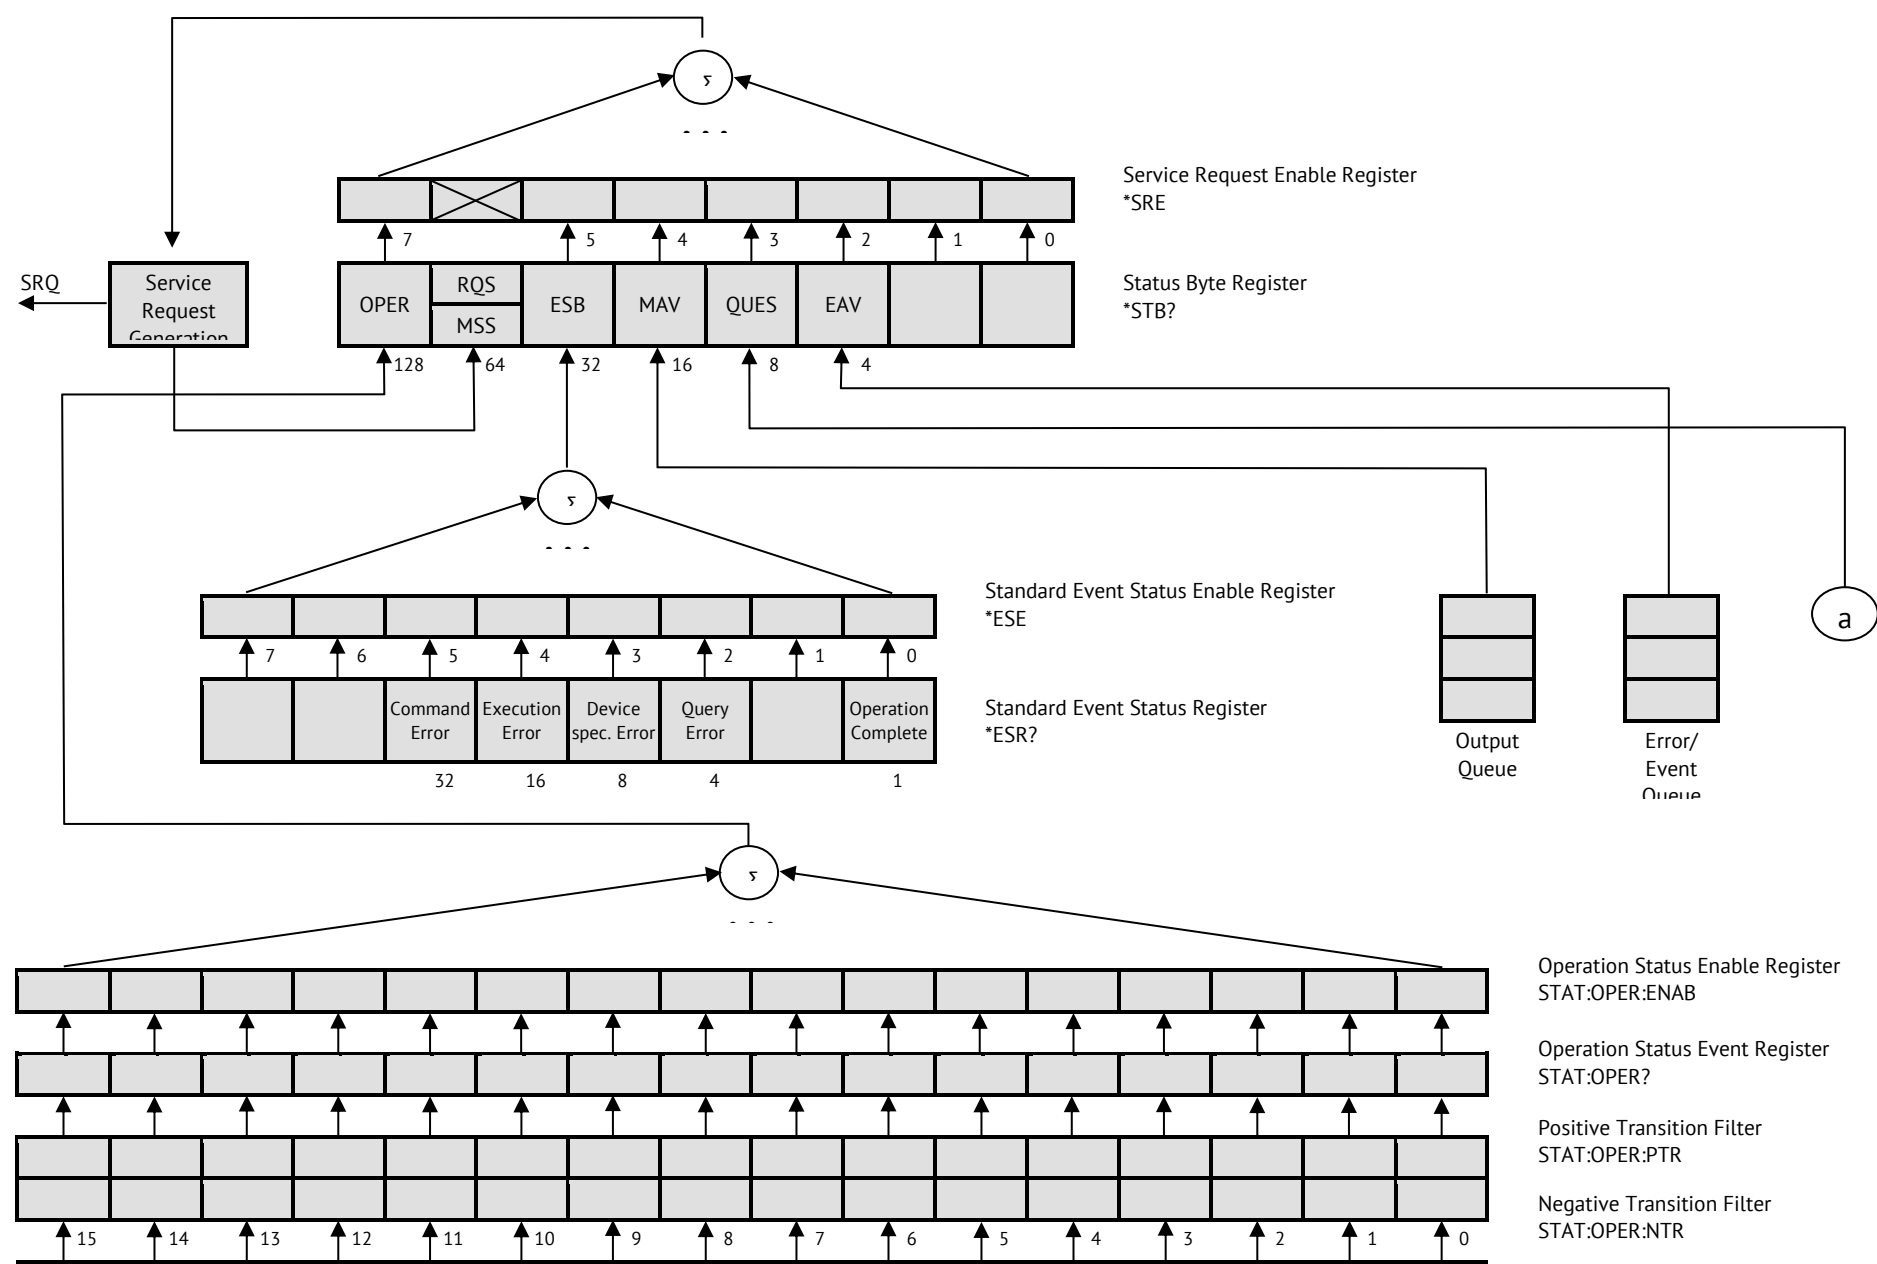 Σ
. . .
Service Request Enable Register
*SRE
7 5 4 3 2 1 0
SRQ
Service
Request
Generation
OPER
RQS
MSS
ESB
MAV
QUES
EAV
Status Byte Register
*STB?
128 64 32 16 8 4
Σ
. . .
Standard Event Status Enable Register
*ESE
7 6 5 4 3 2 1 0
a
Command
Error
Execution
Error
Device
spec. Error
Query
Error
Operation
Complete
Standard Event Status Register
*ESR?
32 16 8 4 1
Output
Queue
Error/
Event
Queue
Σ
. . .
Operation Status Enable Register
STAT:OPER:ENAB
Operation Status Event Register
STAT:OPER?
Positive Transition Filter
STAT:OPER:PTR
Negative Transition Filter
STAT:OPER:NTR
15 14 13 12 11 10 9 8 7 6 5 4 3 2 1 0